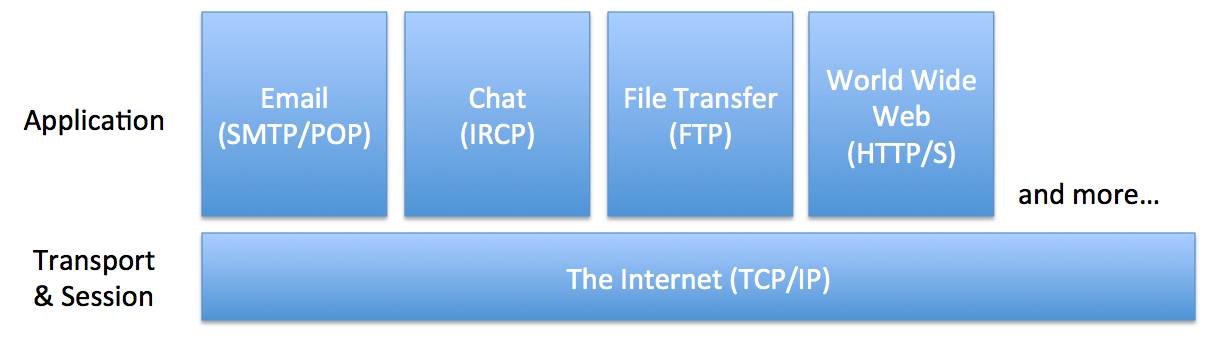 Application
Email
(SMTP/POP)
Chat
(IRCP)
File Transfer
(FTP)
World Wide
Web
(HTTP/S)
and more…
Transport
& Session
The Internet (TCP/IP)